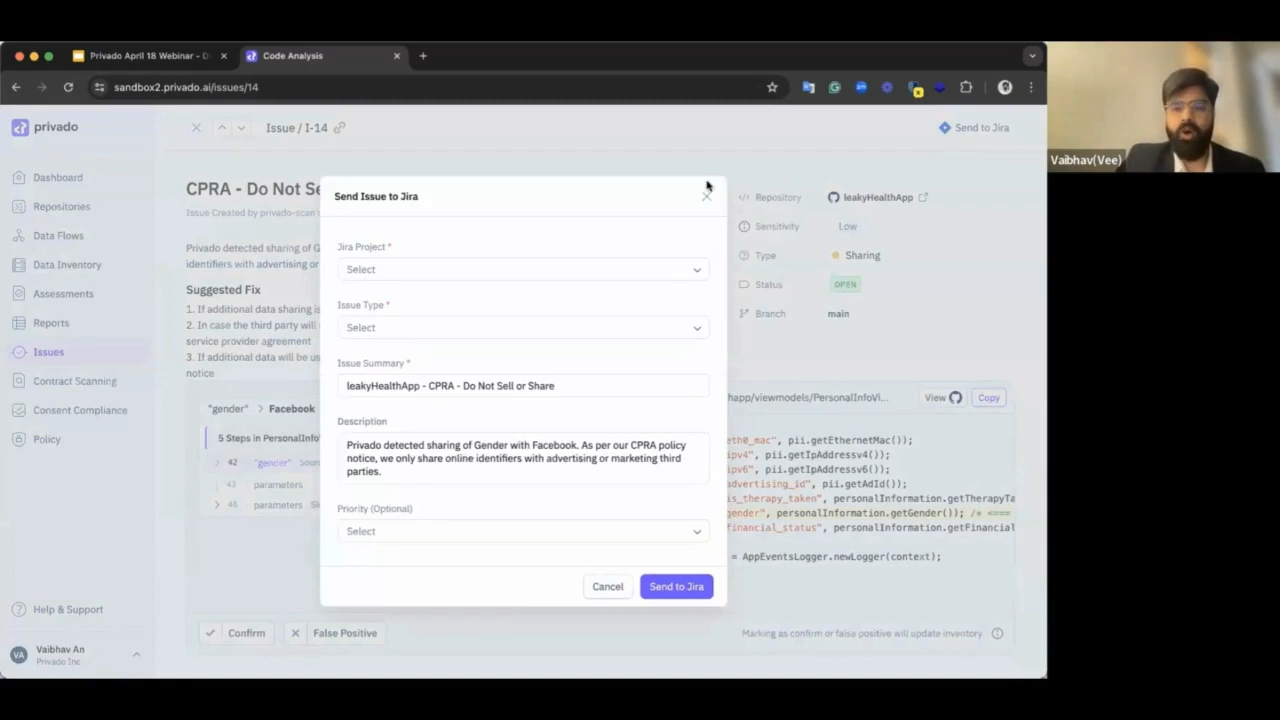 Privado April 18 Webinar - D
Code Analysis
sandbox2.privado.ai/issues/14
privado
Issue / I-14
Send to Jira
Vaibhav(Vee)
Dashboard
Repositories
Data Flows
Data Inventory
Assessments
Reports
Issues
Contract Scanning
Consent Compliance
Policy
Help & Support
VA
Vaibhav An
Privado Inc
CPRA - Do Not Se
Issue Created by privado-scan
Privado detected sharing of G
identifiers with advertising or
Suggested Fix
1. If additional data sharing is
2. In case the third party will
service provider agreement
3. If additional data will be us
notice
"gender" > Facebook
5 Steps in PersonalInfo
42 "gender" Sour
43 parameters
46 parameters
Confirm
False Positive
Send Issue to Jira
Jira Project *
Select
Issue Type *
Select
Issue Summary *
leakyHealthApp - CPRA - Do Not Sell or Share
Description
Privado detected sharing of Gender with Facebook. As per our CPRA policy
notice, we only share online identifiers with advertising or marketing third
parties.
Priority (Optional)
Select
Cancel
Send to Jira
Repository
leakyHealthApp
Sensitivity
Low
Type
Sharing
Status
OPEN
Branch
main
happ/viewmodels/PersonalInfoVi...
View
Copy
eth0_mac", pii.getEthernetMac());
ipv4", pii.getIpAddressv4());
ipv6", pii.getIpAddressv6());
advertising_id", pii.getAdId());
is_therapy_taken", personalInformation.getTherapyTa
gender", personalInformation.getGender()); /* <===
financial_status", personalInformation.getFinancial
= AppEventsLogger.newLogger(context);
Marking as confirm or false positive will update inventory